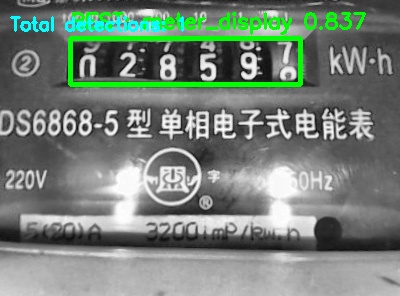 Total detections: 1
meter_display 0.837
② 0 2 8 5 9 kW·h
DS6868-5型单相电子式电能表
220V 字 50Hz
®
5(20)A 3200imp/kw.h